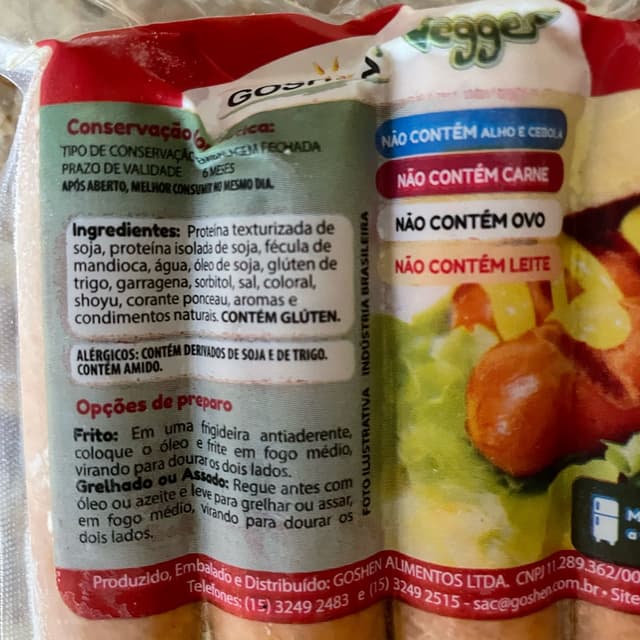 GOSHEN
Vegges
Conservação
TIPO DE CONSERVAÇÃO EMBALAGEM FECHADA
PRAZO DE VALIDADE 6 MESES
APÓS ABERTO, MELHOR CONSUMIR NO MESMO DIA.
Ingredientes: Proteína texturizada de
soja, proteína isolada de soja, fécula de
mandioca, água, óleo de soja, glúten de
trigo, garragena, sorbitol, sal, coloral,
shoyu, corante ponceau, aromas e
condimentos naturais. CONTÉM GLÚTEN.
ALÉRGICOS: CONTÉM DERIVADOS DE SOJA E DE TRIGO.
CONTÉM AMIDO.
Opções de preparo
Frito: Em uma frigideira antiaderente,
coloque o óleo e frite em fogo médio,
virando para dourar os dois lados.
Grelhado ou Assado: Regue antes com
óleo ou azeite e leve para grelhar ou assar,
em fogo médio, virando para dourar os
dois lados.
FOTO ILUSTRATIVA INDÚSTRIA BRASILEIRA
NÃO CONTÉM ALHO E CEBOLA
NÃO CONTÉM CARNE
NÃO CONTÉM OVO
NÃO CONTÉM LEITE
Produzido, Embalado e Distribuído: GOSHEN ALIMENTOS LTDA. CNPJ 11.289.362/00
Telefones: (15) 3249 2483 e (15) 3249 2515 - sac@goshen.com.br • Site